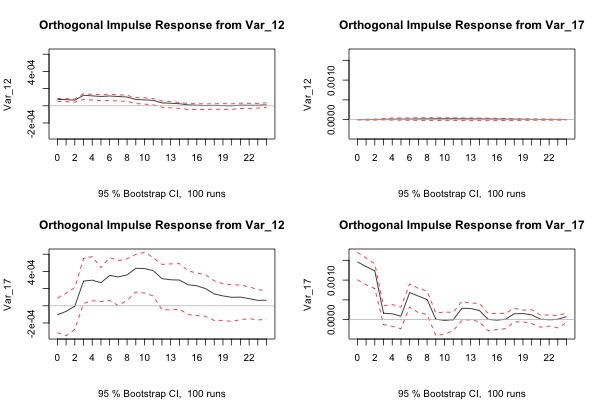 Orthogonal Impulse Response from Var_12
Var_12
-2e-04 4e-04
0 2 4 6 8 10 13 16 19 22
95 % Bootstrap CI, 100 runs
Orthogonal Impulse Response from Var_17
Var_12
0.0000 0.0010
0 2 4 6 8 10 13 16 19 22
95 % Bootstrap CI, 100 runs
Orthogonal Impulse Response from Var_12
Var_17
-2e-04 4e-04
0 2 4 6 8 10 13 16 19 22
95 % Bootstrap CI, 100 runs
Orthogonal Impulse Response from Var_17
Var_17
0.0000 0.0010
0 2 4 6 8 10 13 16 19 22
95 % Bootstrap CI, 100 runs